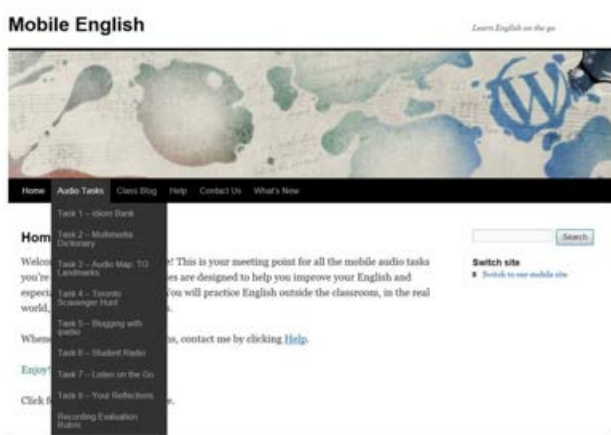 Mobile English
Learn English on the go
W
Home Audio Tasks Class Blog Help Contact Us What's New
Task 1 – Idiom Bank
Task 2 – Multimedia
Dictionary
Task 3 – Audio Map: TO
Landmarks
Task 4 – Toronto
Scavenger Hunt
Task 5 – Blogging with
ipadio
Task 6 – Student Radio
Task 7 – Listen on the Go
Task 8 – Your Reflections
Recording Evaluation
Rubric
Hom
Welco e! This is your meeting point for all the mobile audio tasks
you're es are designed to help you improve your English and
especi You will practice English outside the classroom, in the real
world,
Whene ns, contact me by clicking Help.
Enjoy!
Click f e.
Search
Switch site
Switch to our mobile site